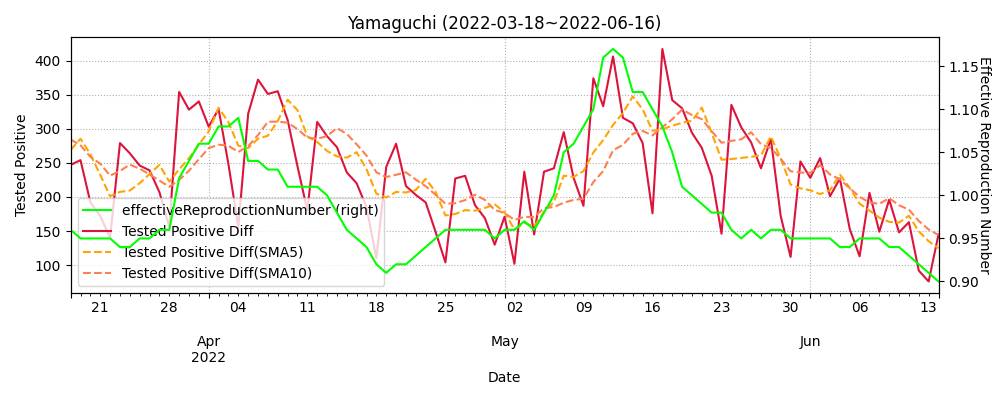 Yamaguchi (2022-03-18~2022-06-16)
400
350
300
250
200
150
100
Tested Positive
1.15
1.10
1.05
1.00
0.95
0.90
Effective Reproduction Number
effectiveReproductionNumber (right)
Tested Positive Diff
Tested Positive Diff(SMA5)
Tested Positive Diff(SMA10)
21 28 04 11 18 25 02 09 16 23 30 06 13
Apr May Jun
2022
Date